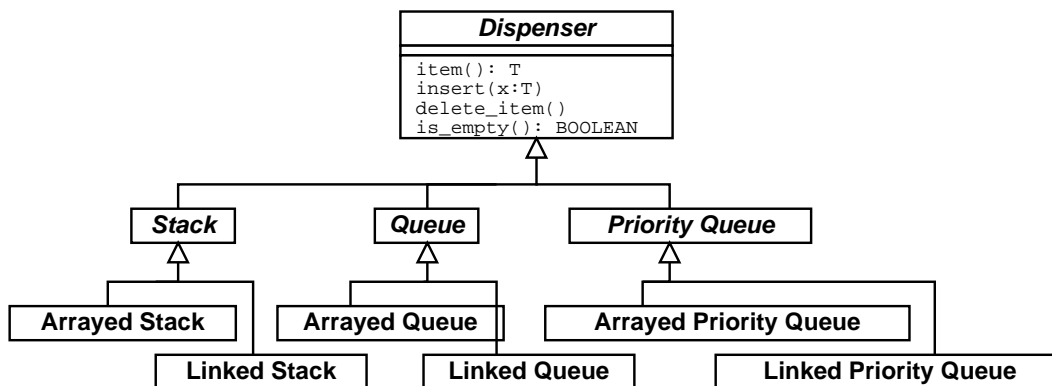 Dispenser
item(): T
insert(x:T)
delete_item()
is_empty(): BOOLEAN
Stack
Queue
Priority Queue
Arrayed Stack
Arrayed Queue
Arrayed Priority Queue
Linked Stack
Linked Queue
Linked Priority Queue